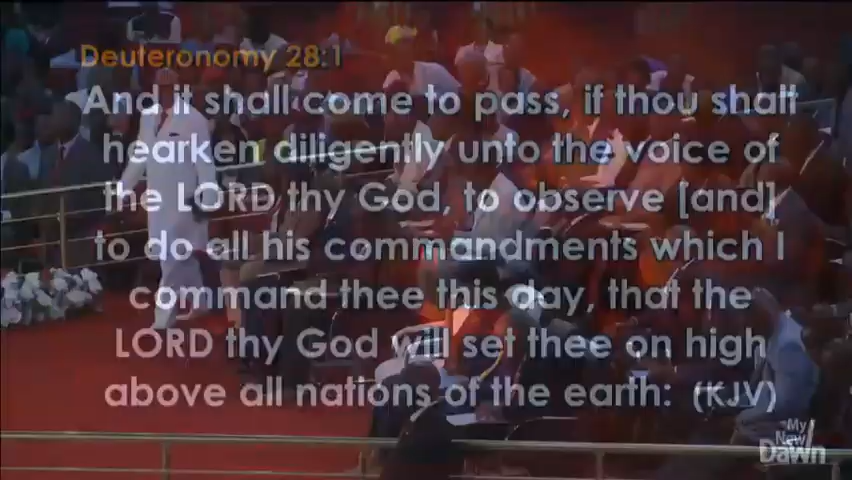 Deuteronomy 28:1
And it shall come to pass, if thou shalt
hearken diligently unto the voice of
the LORD thy God, to observe [and]
to do all his commandments which I
command thee this day, that the
LORD thy God will set thee on high
above all nations of the earth: (KJV)
My
New
Dawn